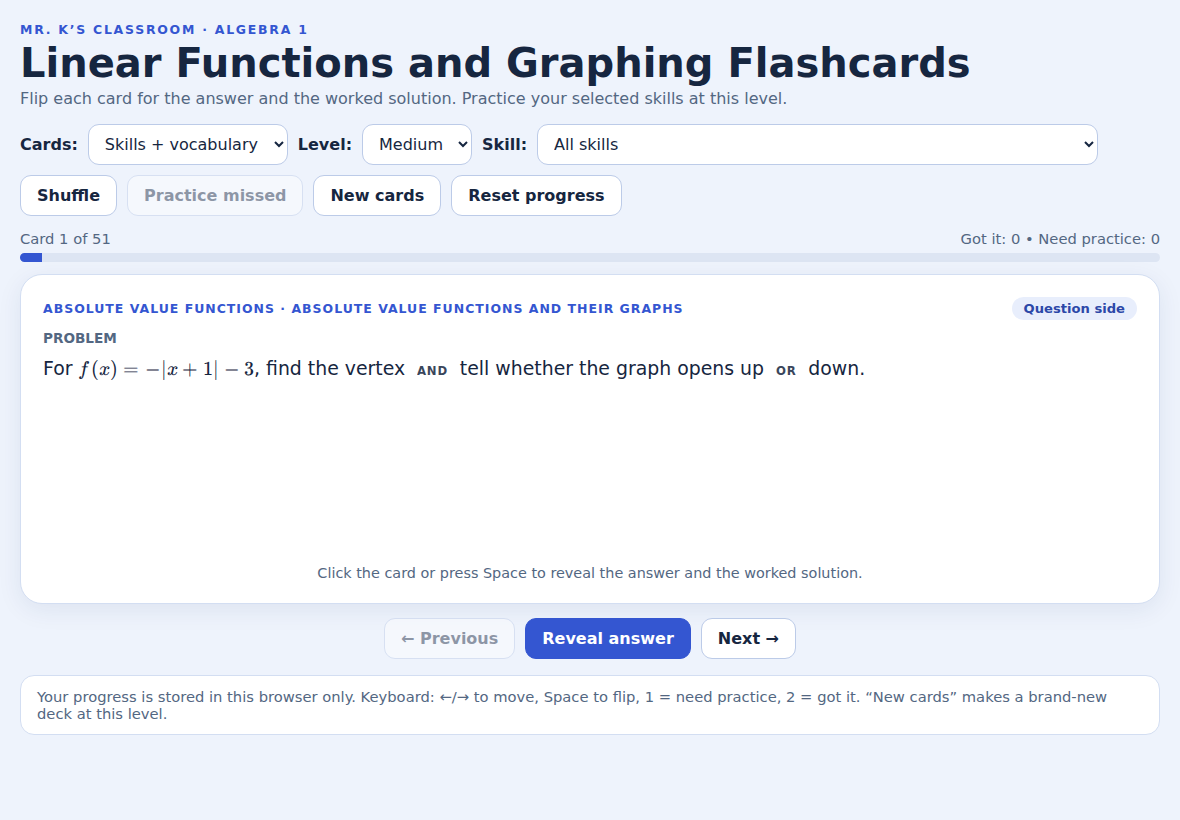 MR. K’S CLASSROOM · ALGEBRA 1
Linear Functions and Graphing Flashcards
Flip each card for the answer and the worked solution. Practice your selected skills at this level.
Cards: Skills + vocabulary Level: Medium Skill: All skills
Shuffle Practice missed New cards Reset progress
Card 1 of 51 Got it: 0 • Need practice: 0
ABSOLUTE VALUE FUNCTIONS · ABSOLUTE VALUE FUNCTIONS AND THEIR GRAPHS Question side
PROBLEM
For f(x) = −|x + 1| − 3, find the vertex AND tell whether the graph opens up OR down.
Click the card or press Space to reveal the answer and the worked solution.
← Previous Reveal answer Next →
Your progress is stored in this browser only. Keyboard: ←/→ to move, Space to flip, 1 = need practice, 2 = got it. “New cards” makes a brand-new
deck at this level.